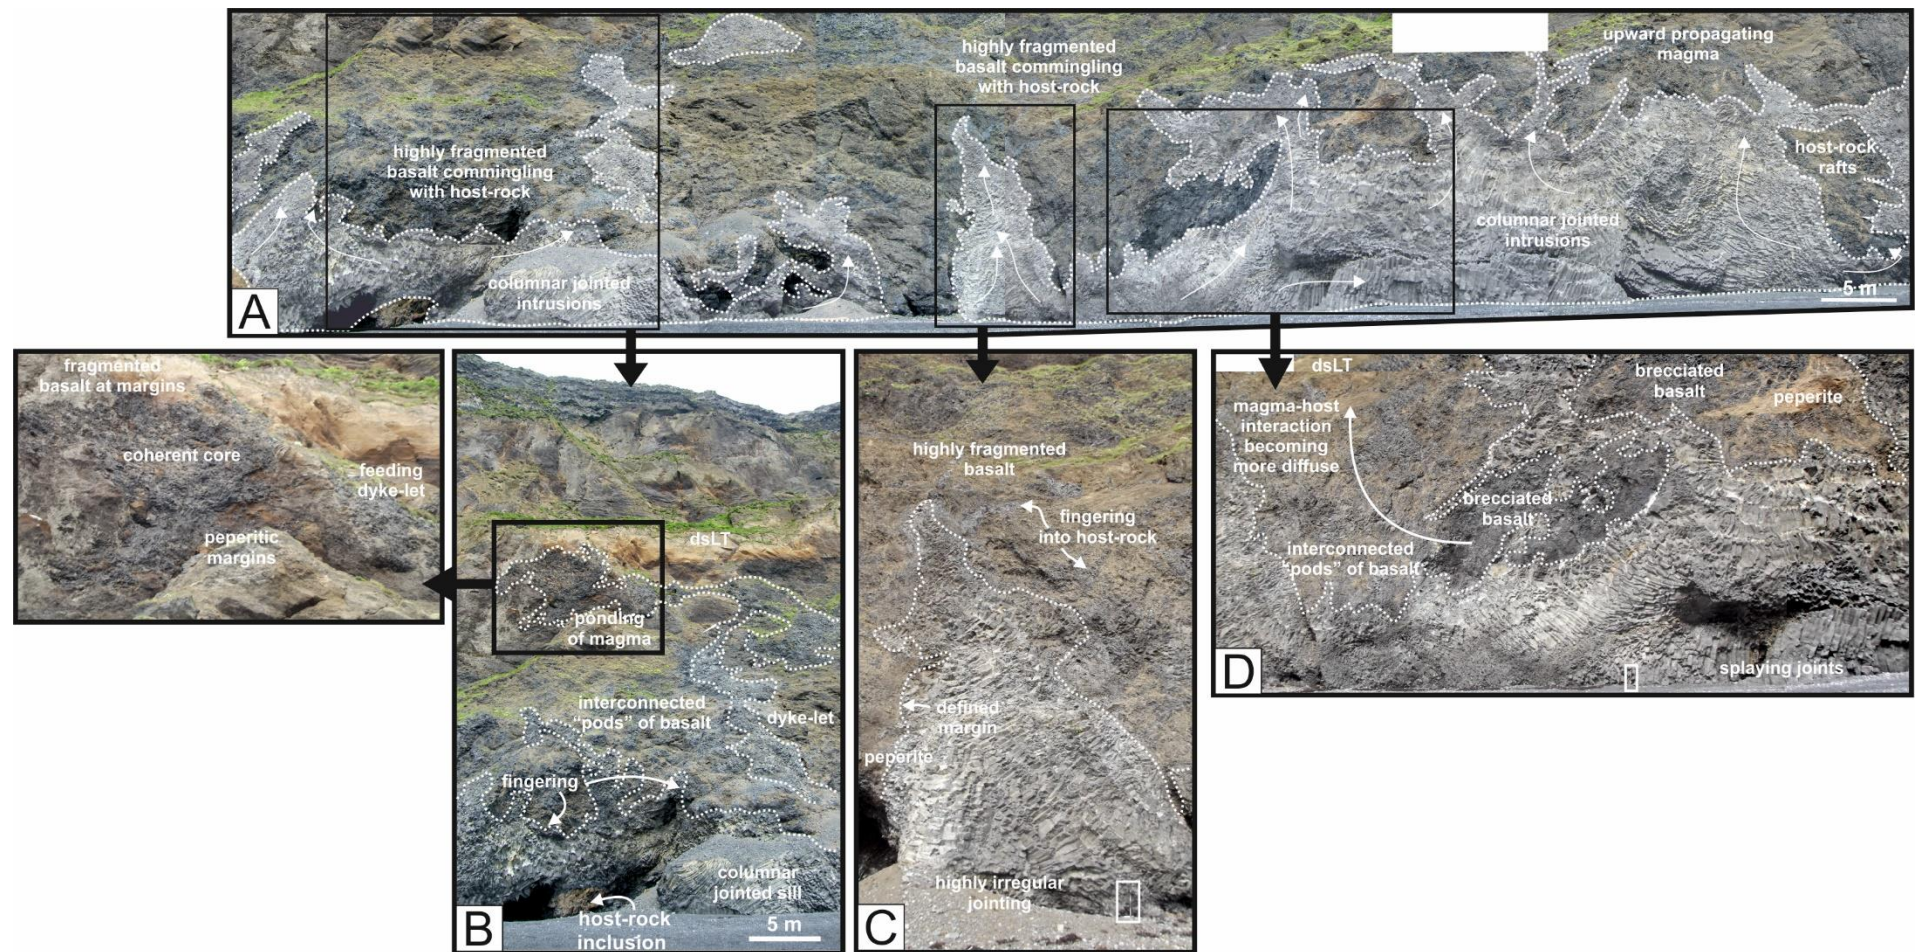 highly fragmented
basalt commingling
with host-rock
upward propagating
magma
highly fragmented
basalt commingling
with host-rock
host-rock
rafts
columnar jointed
intrusions
columnar jointed
intrusions
5 m
A
fragmented
basalt at margins
coherent core
feeding
dyke-let
peperitic
margins
dsLT
ponding
of magma
interconnected
"pods" of basalt
dyke-let
fingering
columnar
jointed sill
host-rock
inclusion
5 m
B
highly fragmented
basalt
fingering
into host-rock
defined
margin
peperite
highly irregular
jointing
C
dsLT
brecciated
basalt
peperite
magma-host
interaction
becoming
more diffuse
brecciated
basalt
interconnected
"pods" of basalt
splaying joints
D